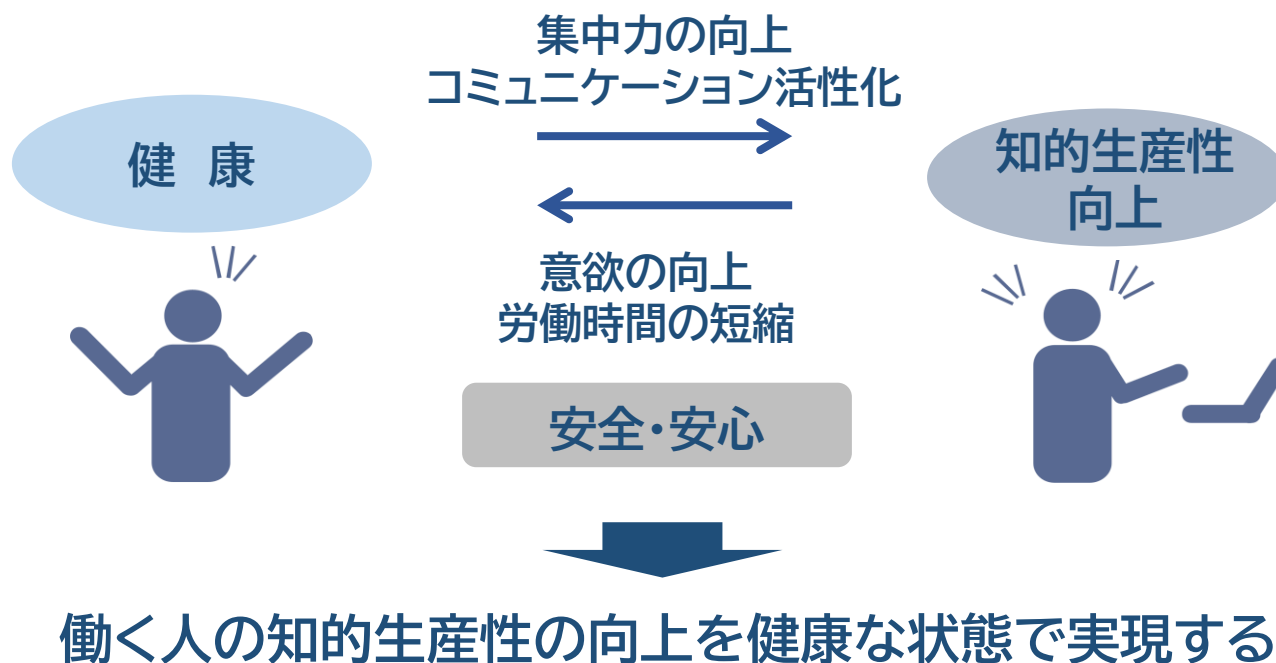 集中力の向上
コミュニケーション活性化
健 康
知的生産性
向上
意欲の向上
労働時間の短縮
安全・安心
働く人の知的生産性の向上を健康な状態で実現する